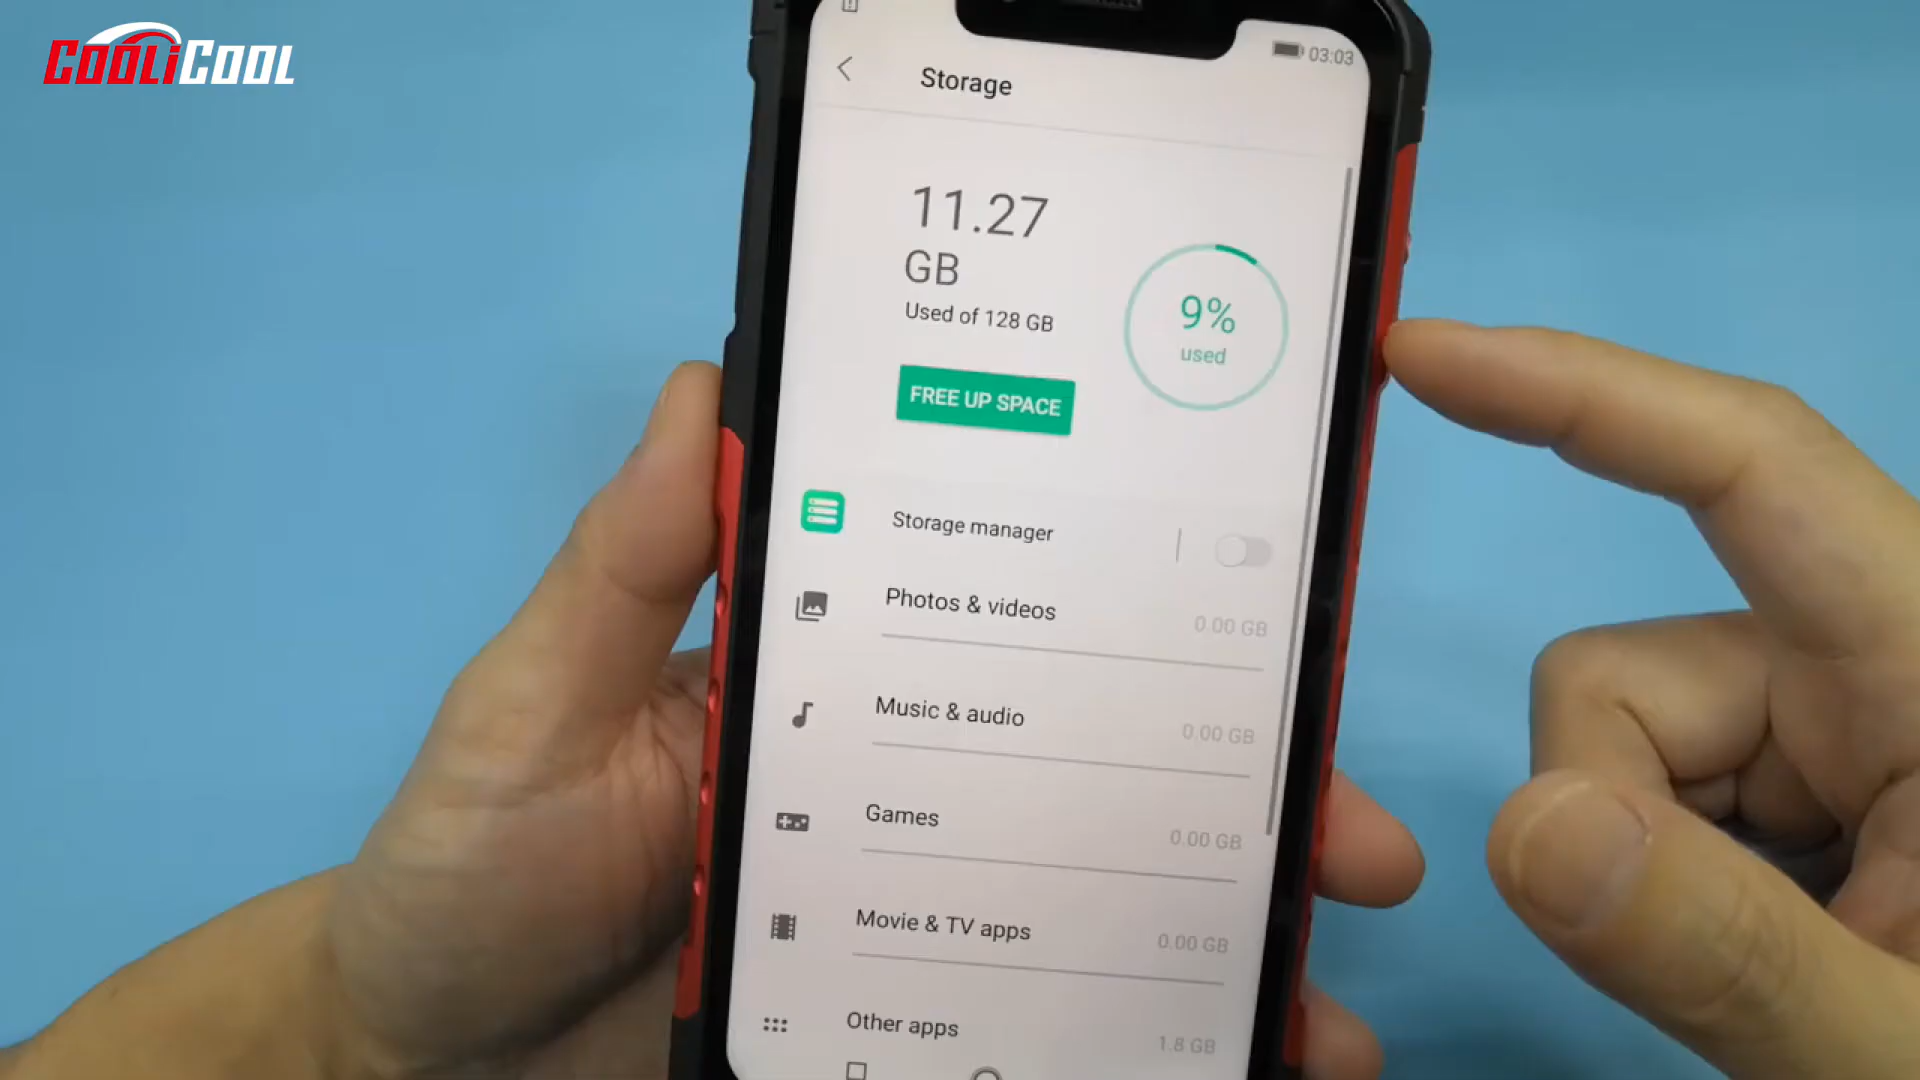 COOLiCOOL
03:03
Storage
11.27
GB
Used of 128 GB
9%
used
FREE UP SPACE
Storage manager
Photos & videos
0.00 GB
Music & audio
0.00 GB
Games
0.00 GB
Movie & TV apps
0.00 GB
Other apps
1.8 GB